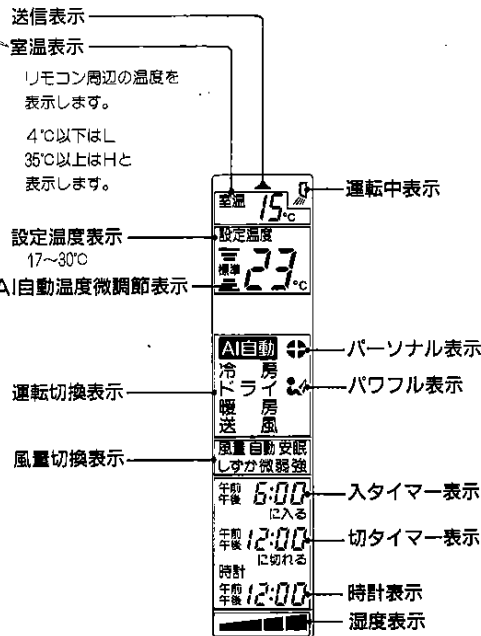 送信表示
室温表示
リモコン周辺の温度を
表示します。
4℃以下はL
35℃以上はHと
表示します。
運転中表示
室温 15℃
設定温度表示
17～30℃
設定温度
標準 23℃
AI自動温度微調節表示
AI自動
冷房
ドライ
暖房
送風
パーソナル表示
パワフル表示
運転切換表示
風量切換表示
風量 自動 安眠
しずか 微 弱 強
午前
午後 6:00
に入る
入タイマー表示
午前
午後 12:00
に切れる
切タイマー表示
時計
午前
午後 12:00
時計表示
湿度表示